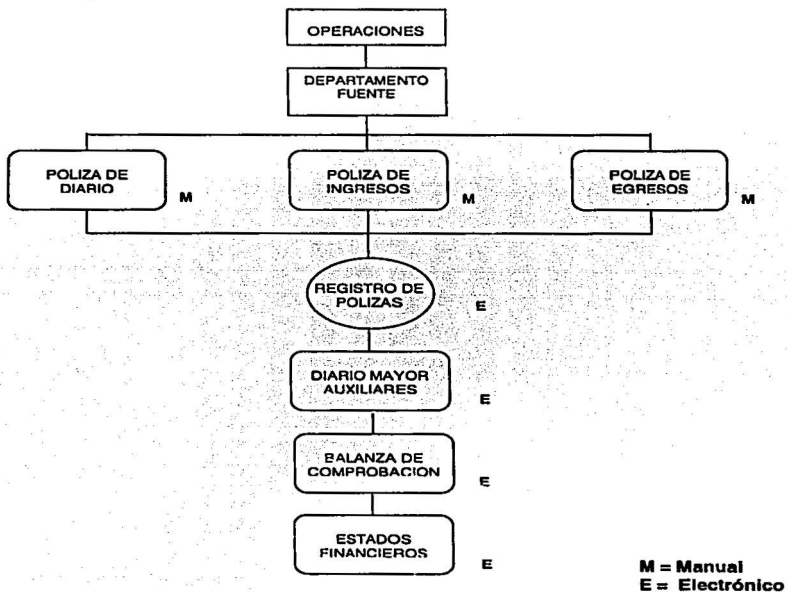 OPERACIONES
DEPARTAMENTO
FUENTE
POLIZA DE
DIARIO
M
POLIZA DE
INGRESOS
M
POLIZA DE
EGRESOS
M
REGISTRO DE
POLIZAS
E
DIARIO MAYOR
AUXILIARES
E
BALANZA DE
COMPROBACION
E
ESTADOS
FINANCIEROS
E
M = Manual
E = Electrónico